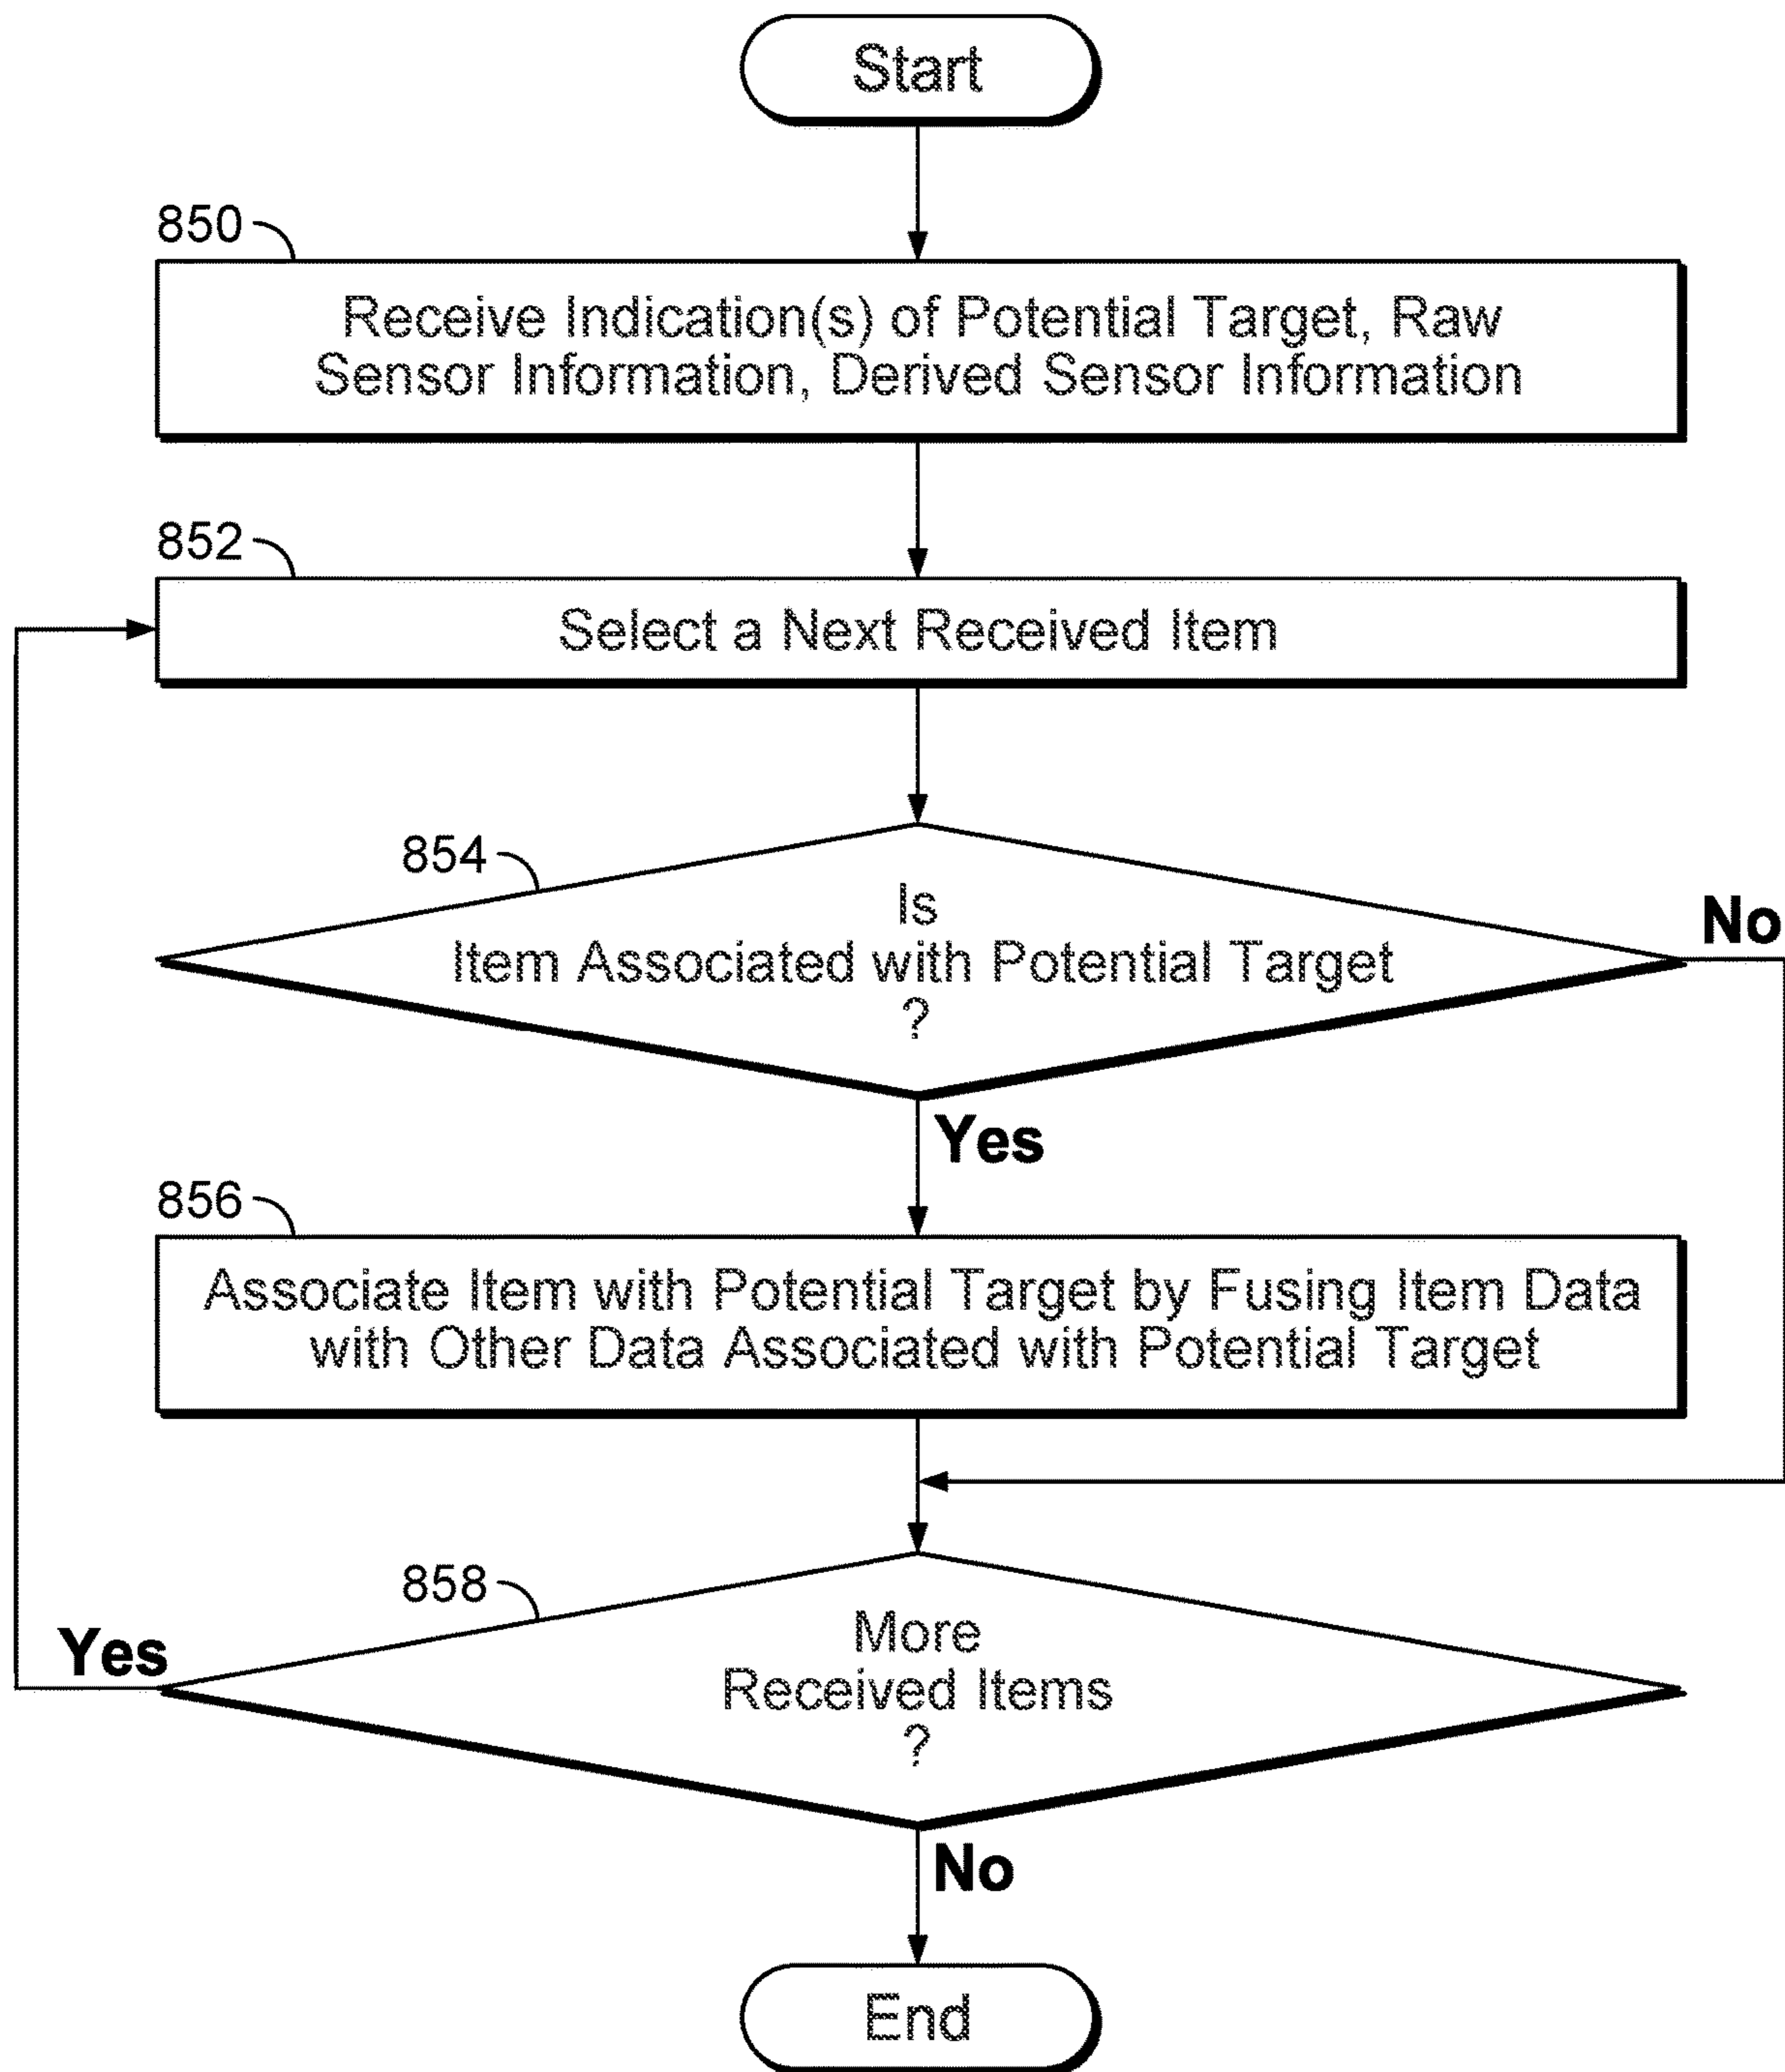 Start
850
Receive Indication(s) of Potential Target, Raw
Sensor Information, Derived Sensor Information
852
Select a Next Received Item
854
Is
Item Associated with Potential Target
?
No
Yes
856
Associate Item with Potential Target by Fusing Item Data
with Other Data Associated with Potential Target
858
More
Received Items
?
Yes
No
End